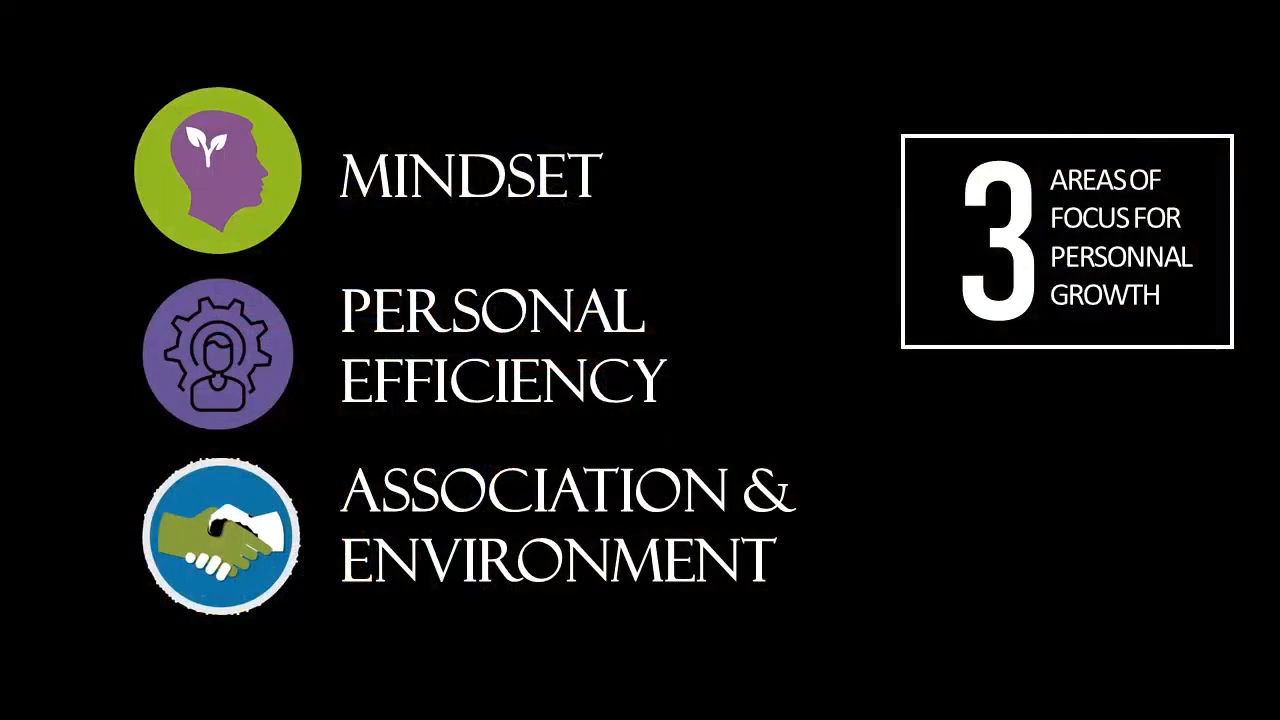 MINDSET
PERSONAL
EFFICIENCY
ASSOCIATION &
ENVIRONMENT
3
AREAS OF
FOCUS FOR
PERSONNAL
GROWTH